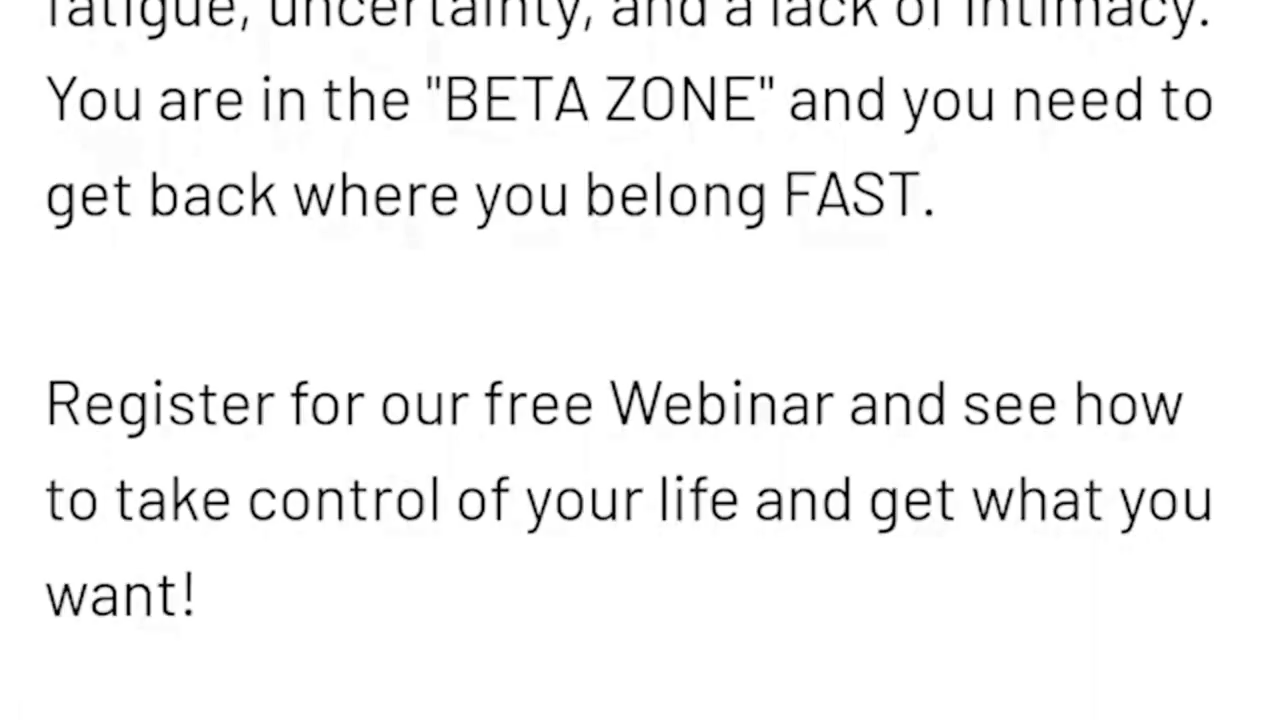 fatigue, uncertainty, and a lack of intimacy.
You are in the "BETA ZONE" and you need to
get back where you belong FAST.
Register for our free Webinar and see how
to take control of your life and get what you
want!